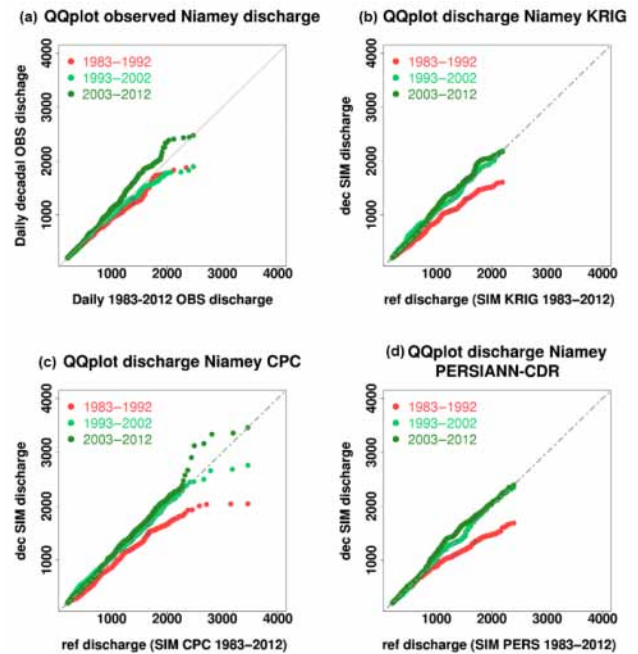 (a) QQplot observed Niamey discharge
1983–1992
1993–2002
2003–2012
Daily decadal OBS dischage
4000
3000
2000
1000
1000 2000 3000 4000
Daily 1983-2012 OBS discharge
(b) QQplot discharge Niamey KRIG
1983–1992
1993–2002
2003–2012
dec SIM discharge
4000
3000
2000
1000
1000 2000 3000 4000
ref discharge (SIM KRIG 1983–2012)
(c) QQplot discharge Niamey CPC
1983–1992
1993–2002
2003–2012
dec SIM discharge
4000
3000
2000
1000
1000 2000 3000 4000
ref discharge (SIM CPC 1983–2012)
(d) QQplot discharge Niamey
PERSIANN-CDR
1983–1992
1993–2002
2003–2012
dec SIM discharge
4000
3000
2000
1000
1000 2000 3000 4000
ref discharge (SIM PERS 1983–2012)